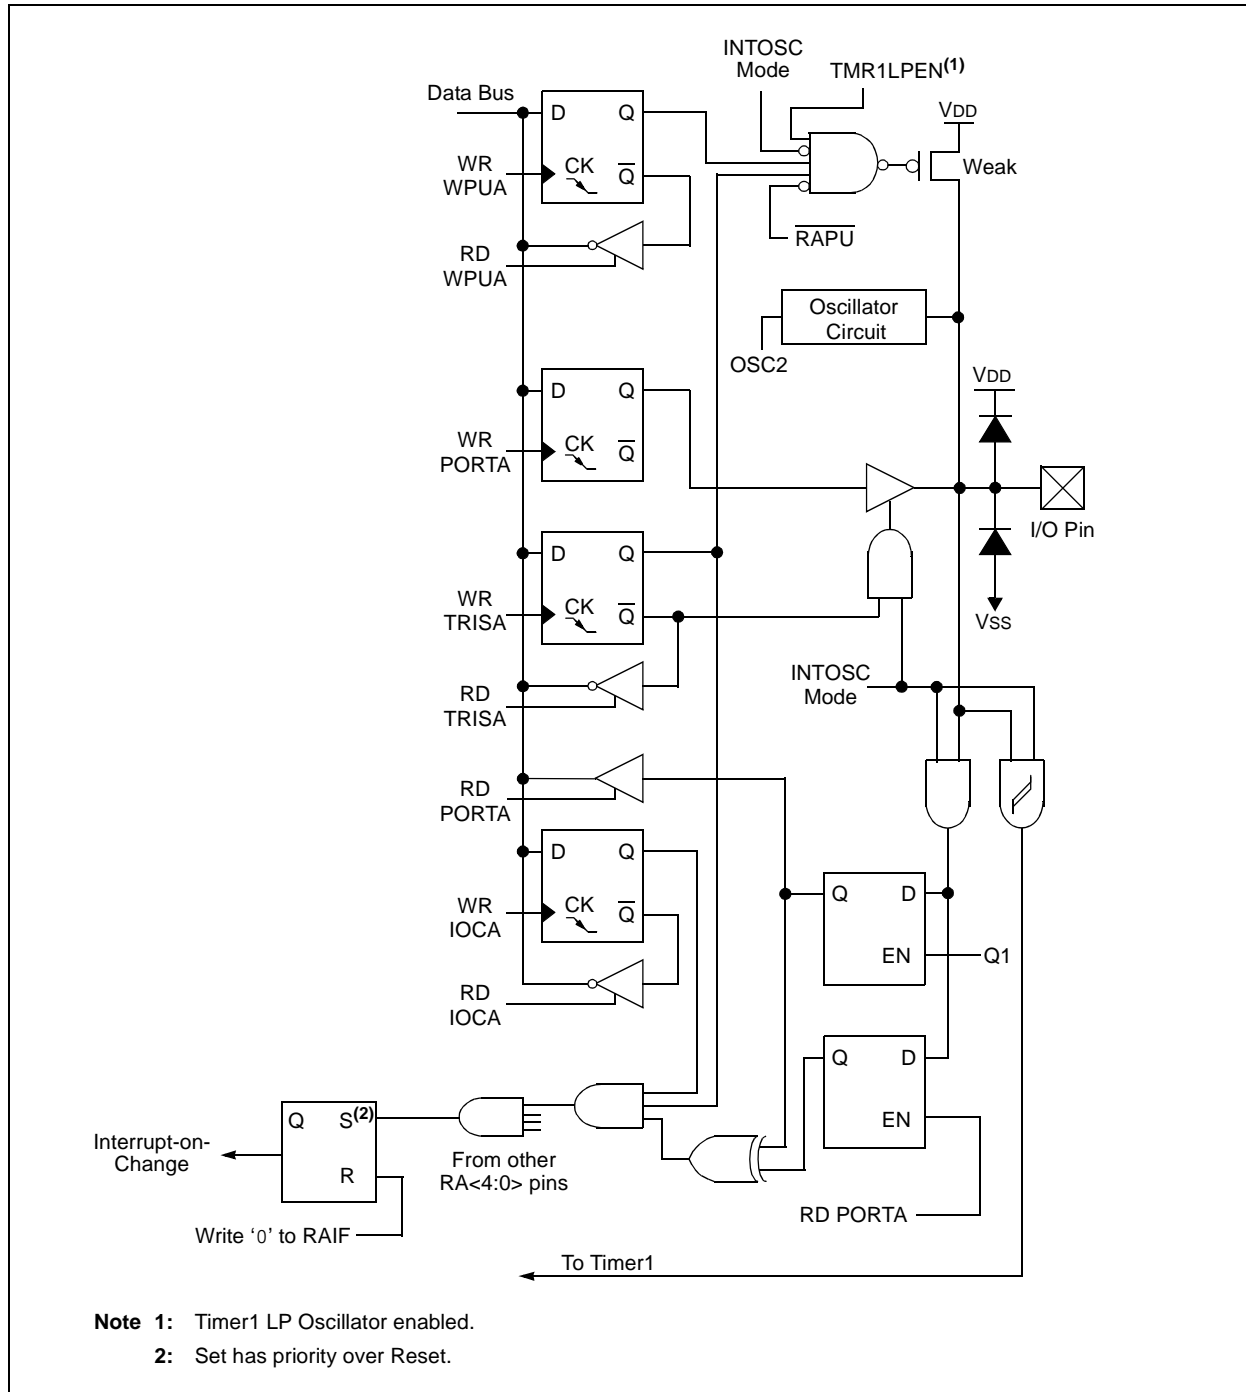 INTOSC
Mode
TMR1LPEN(1)
Data Bus
D Q
VDD
WR
WPUA
CK Q̅
Weak
RD
WPUA
R̅A̅P̅U̅
Oscillator
Circuit
OSC2
VDD
D Q
WR
PORTA
CK Q̅
I/O Pin
D Q
WR
TRISA
CK Q̅
VSS
INTOSC
Mode
RD
TRISA
RD
PORTA
D Q
WR
IOCA
CK Q̅
Q D
EN
Q1
RD
IOCA
Q D
EN
Q S(2)
R
Interrupt-on-
Change
From other
RA<4:0> pins
RD PORTA
Write ‘0’ to RAIF
To Timer1
Note 1: Timer1 LP Oscillator enabled.
2: Set has priority over Reset.